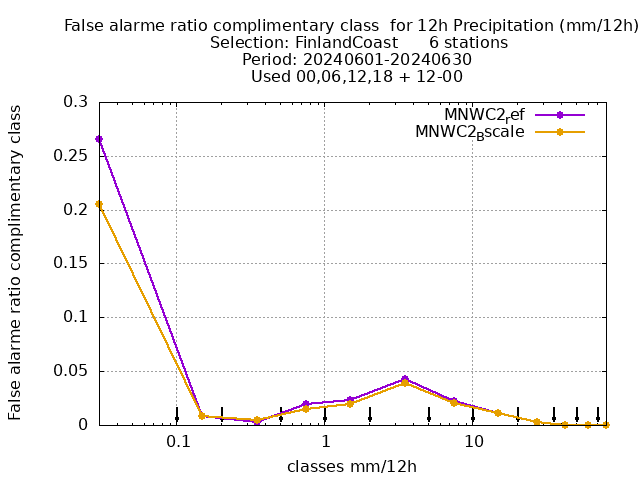 False alarme ratio complimentary class  for 12h Precipitation (mm/12h)
Selection: FinlandCoast      6 stations
Period: 20240601-20240630
Used 00,06,12,18 + 12-00
False alarme ratio complimentary class
0.3
0.25
0.2
0.15
0.1
0.05
0
MNWC2ref
MNWC2Bscale
0.1
1
10
classes mm/12h